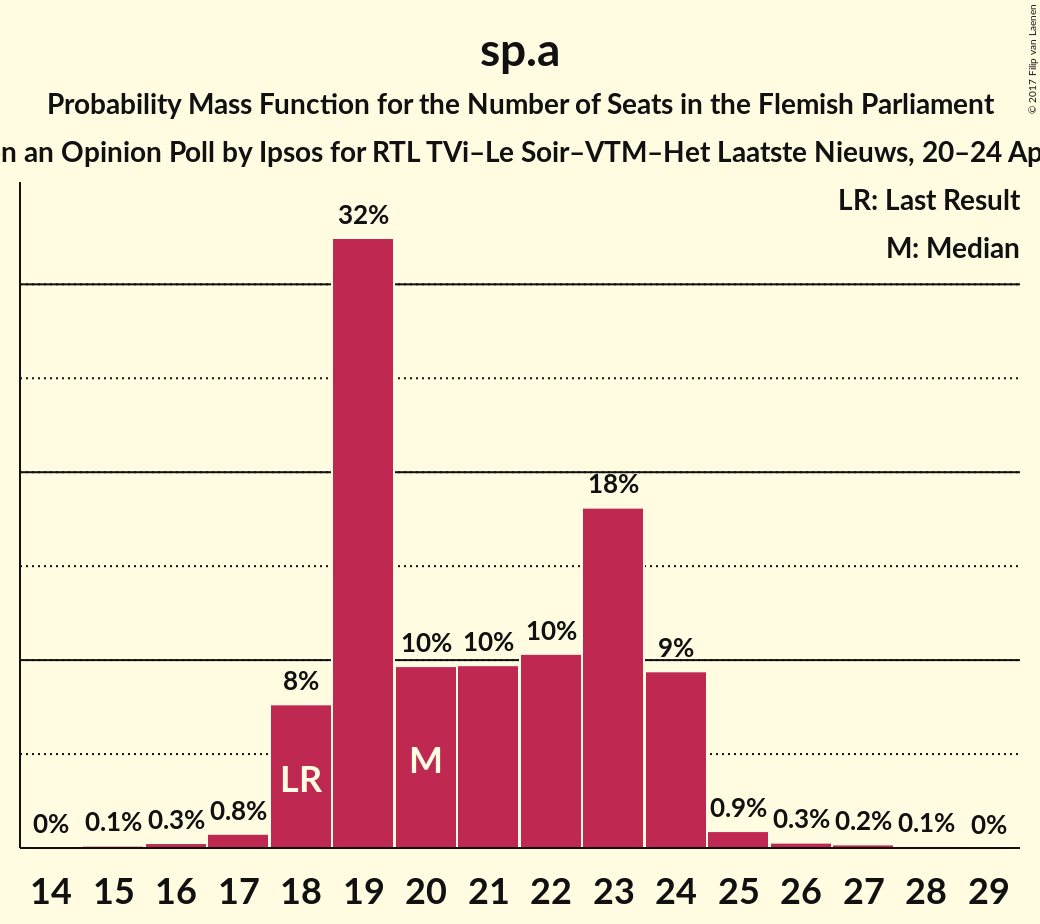 sp.a
Probability Mass Function for the Number of Seats in the Flemish Parliament
n an Opinion Poll by Ipsos for RTL TVi–Le Soir–VTM–Het Laatste Nieuws, 20–24 Ap
© 2017 Filip van Laenen
LR: Last Result
M: Median
32%
18%
10% 10% 10% 9%
8%
LR M
0% 0.1% 0.3% 0.8% 0.9% 0.3% 0.2% 0.1% 0%
14 15 16 17 18 19 20 21 22 23 24 25 26 27 28 29